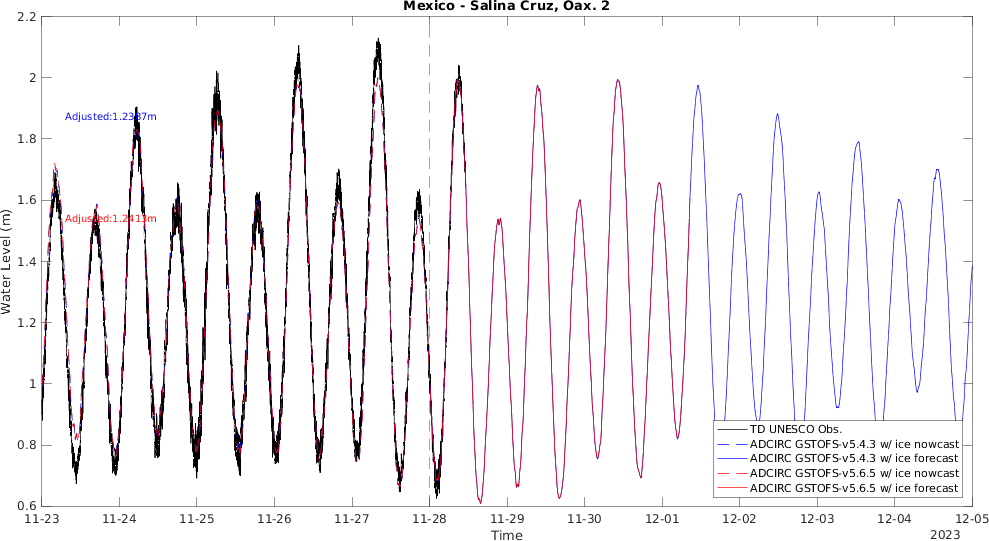 Mexico - Salina Cruz, Oax. 2
2.2
2
1.8
1.6
1.4
1.2
1
0.8
0.6
Water Level (m)
Adjusted:1.2387m
Adjusted:1.2413m
TD UNESCO Obs.
ADCIRC GSTOFS-v5.4.3 w/ ice nowcast
ADCIRC GSTOFS-v5.4.3 w/ ice forecast
ADCIRC GSTOFS-v5.6.5 w/ ice nowcast
ADCIRC GSTOFS-v5.6.5 w/ ice forecast
11-23 11-24 11-25 11-26 11-27 11-28 11-29 11-30 12-01 12-02 12-03 12-04 12-05
Time
2023